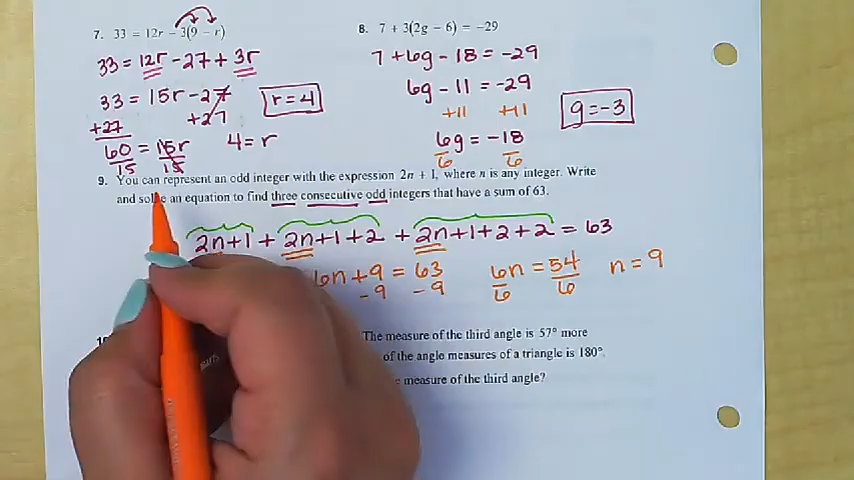 7. 33 = 12r − 3(9 − r)
33 = 12r − 27 + 3r
33 = 15r − 27
+27 +27
60 = 15r 4 = r
15 15
r = 4
8. 7 + 3(2g − 6) = −29
7 + 6g − 18 = −29
6g − 11 = −29
+11 +11
6g = −18
6 6
g = −3
9. You can represent an odd integer with the expression 2n + 1, where n is any integer. Write
and solve an equation to find three consecutive odd integers that have a sum of 63.
2n+1 + 2n+1+2 + 2n+1+2+2 = 63
6n + 9 = 63 6n = 54 n = 9
−9 −9 6 6
The measure of the third angle is 57° more
of the angle measures of a triangle is 180°.
measure of the third angle?